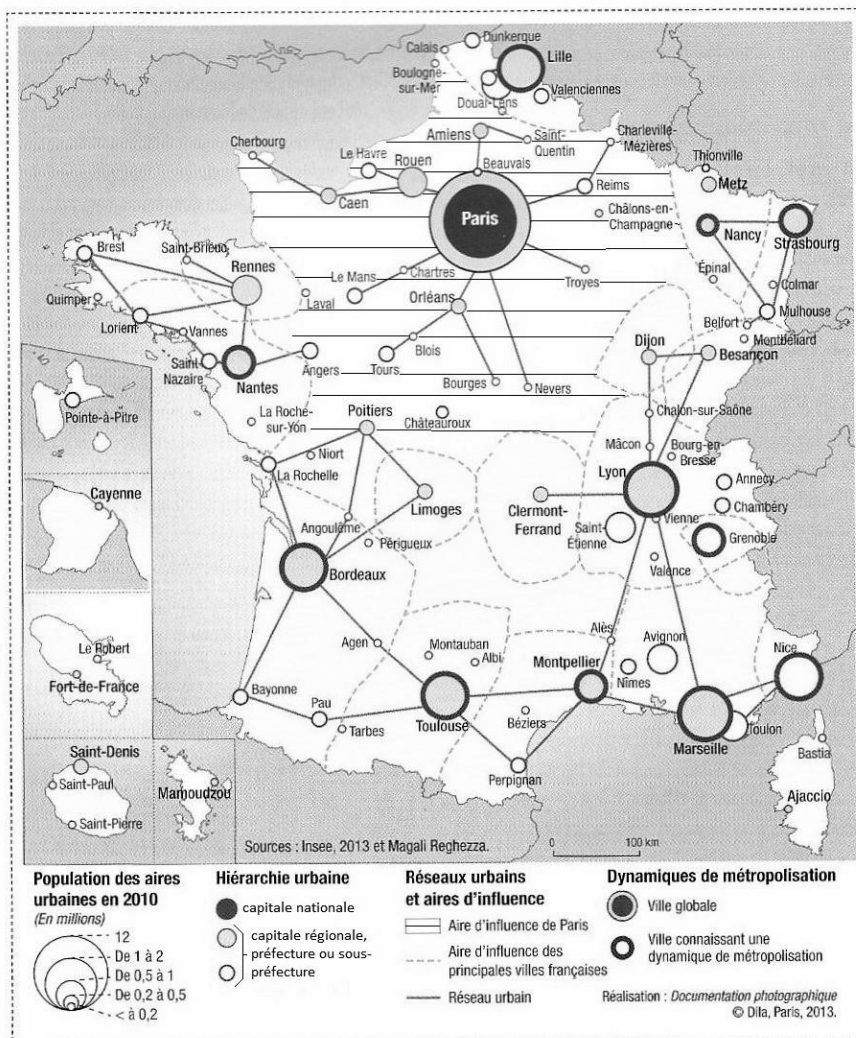 Dunkerque
Calais
Lille
Boulogne-
sur-Mer
Valenciennes
Douai-Lens
Amiens
Saint-
Quentin
Charleville-
Mézières
Cherbourg
Le Havre
Rouen
Beauvais
Thionville
Reims
Metz
Caen
Paris
Châlons-en-
Champagne
Nancy
Strasbourg
Brest
Saint-Brieuc
Rennes
Chartres
Le Mans
Troyes
Épinal
Colmar
Quimper
Laval
Orléans
Mulhouse
Lorient
Vannes
Belfort
Montbéliard
Blois
Dijon
Besançon
Saint-
Nazaire
Nantes
Angers
Tours
Bourges
Nevers
Pointe-à-Pitre
La Roche-
sur-Yon
Poitiers
Châteauroux
Chalon-sur-Saône
Mâcon
Bourg-en-
Bresse
Niort
La Rochelle
Lyon
Annecy
Cayenne
Limoges
Clermont-
Ferrand
Chambéry
Angoulême
Vienne
Saint-
Étienne
Grenoble
Périgueux
Bordeaux
Valence
Le Robert
Fort-de-France
Agen
Montauban
Albi
Alès
Avignon
Nice
Montpellier
Nîmes
Bayonne
Pau
Toulouse
Béziers
Tarbes
Marseille
Toulon
Saint-Denis
Saint-Paul
Saint-Pierre
Mamoudzou
Perpignan
Bastia
Ajaccio
Sources : Insee, 2013 et Magali Reghezza.
0 100 km
Population des aires
urbaines en 2010
(En millions)
12
De 1 à 2
De 0,5 à 1
De 0,2 à 0,5
< à 0,2
Hiérarchie urbaine
capitale nationale
capitale régionale,
préfecture ou sous-
préfecture
Réseaux urbains
et aires d'influence
Aire d'influence de Paris
Aire d'influence des
principales villes françaises
Réseau urbain
Dynamiques de métropolisation
Ville globale
Ville connaissant une
dynamique de métropolisation
Réalisation : Documentation photographique
© Dila, Paris, 2013.